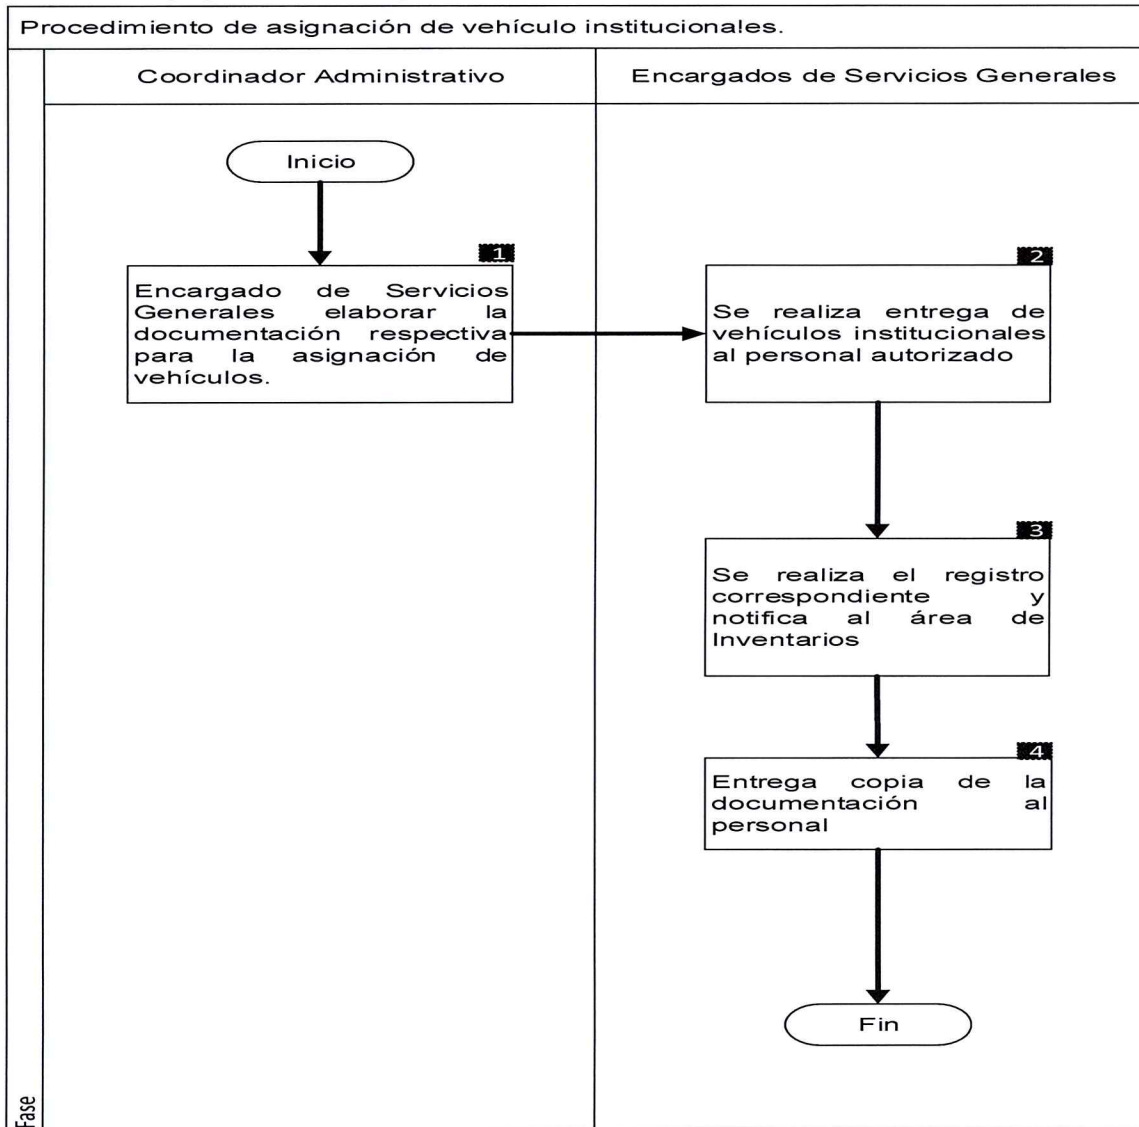 Procedimiento de asignación de vehículo institucionales.
Coordinador Administrativo
Encargados de Servicios Generales
Inicio
1
Encargado de Servicios
Generales elaborar la
documentación respectiva
para la asignación de
vehículos.
2
Se realiza entrega de
vehículos institucionales
al personal autorizado
3
Se realiza el registro
correspondiente y
notifica al área de
Inventarios
4
Entrega copia de la
documentación al
personal
Fin
Fase